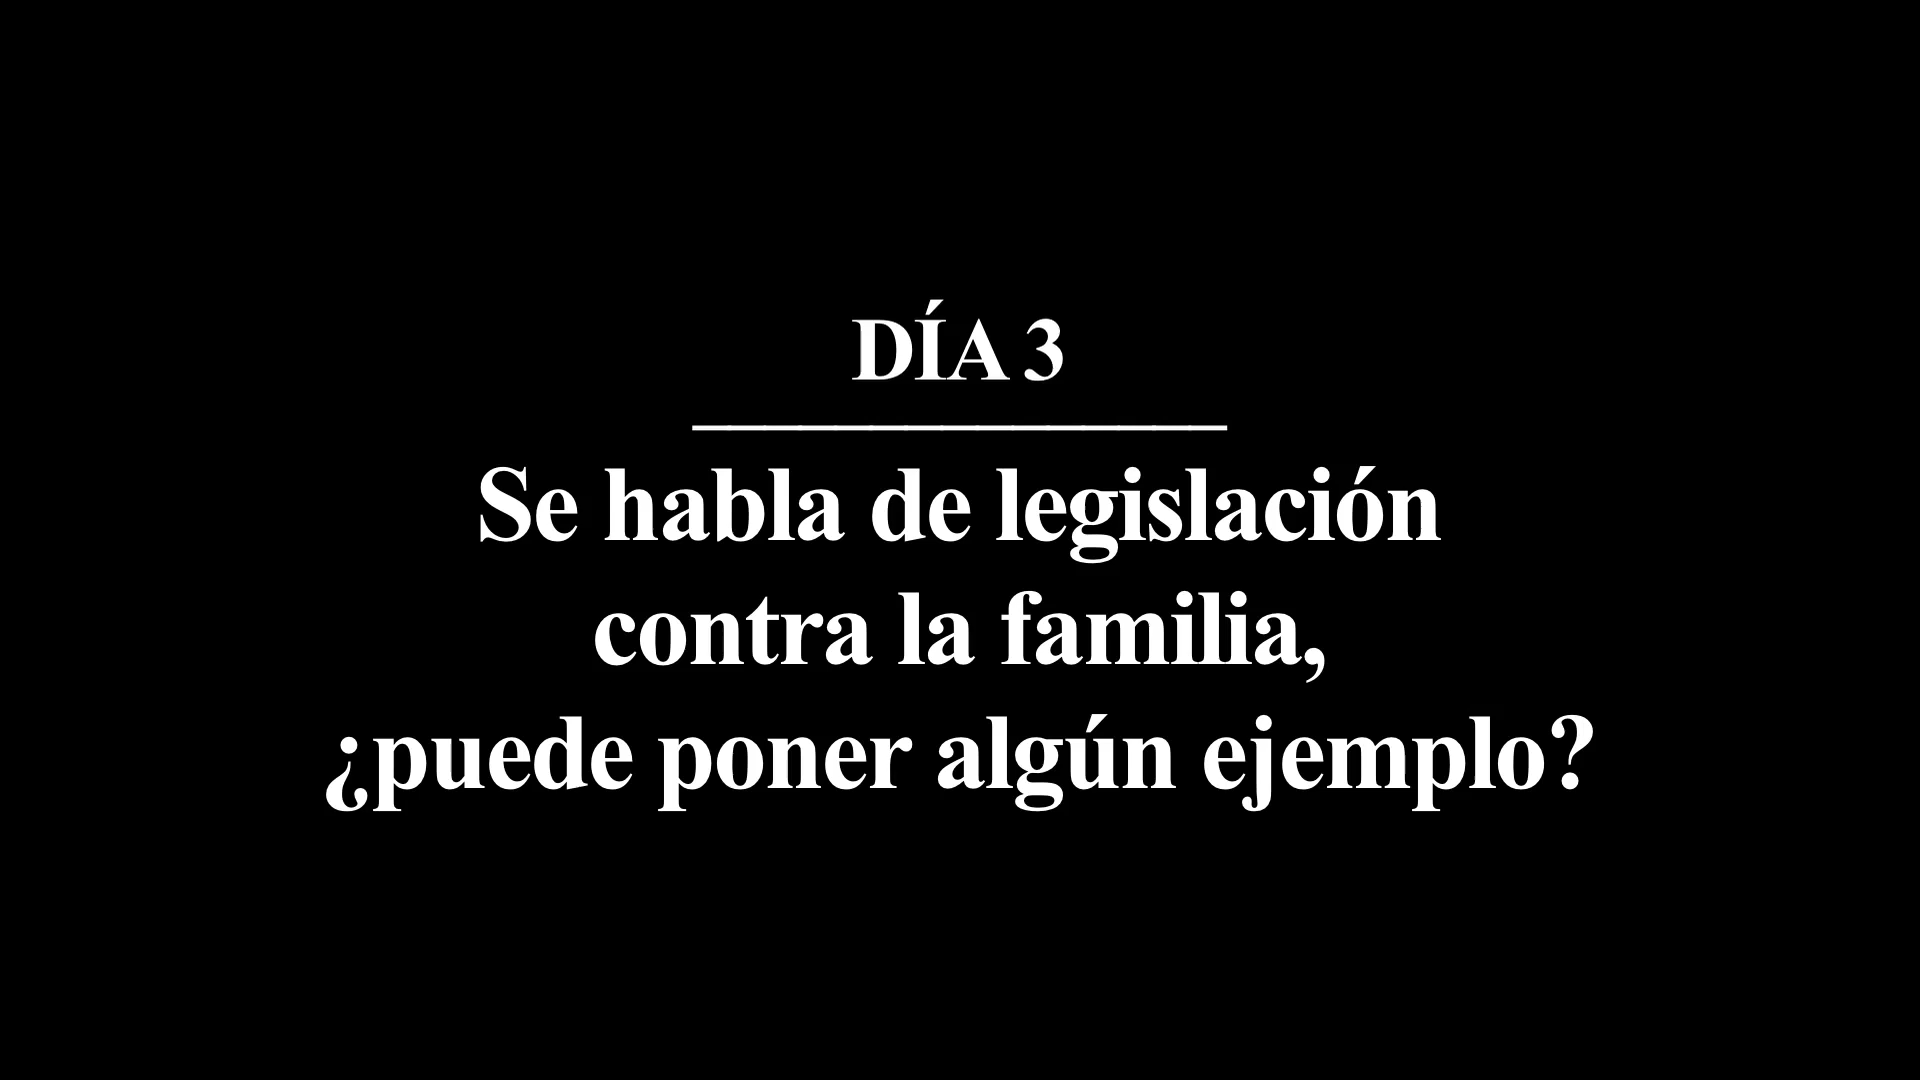 DÍA 3
Se habla de legislación
contra la familia,
¿puede poner algún ejemplo?